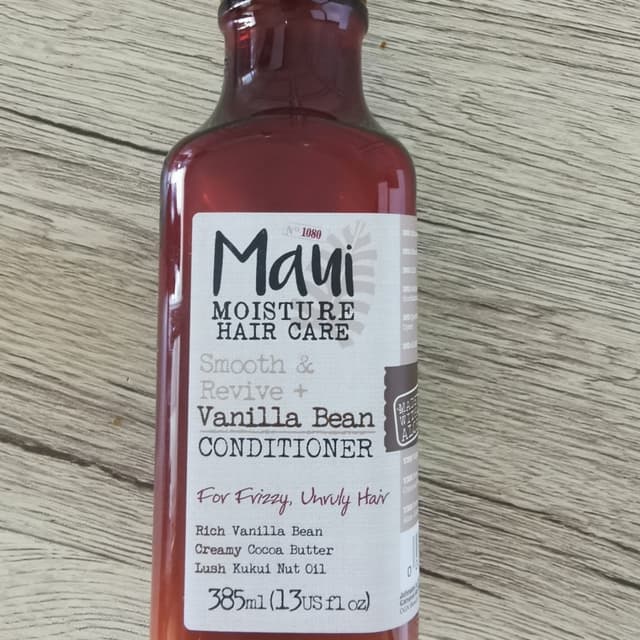 Nº 1080
Maui
MOISTURE
HAIR CARE
Smooth &
Revive +
Vanilla Bean
CONDITIONER
For Frizzy, Unruly Hair
Rich Vanilla Bean
Creamy Cocoa Butter
Lush Kukui Nut Oil
385ml (13 US fl oz)